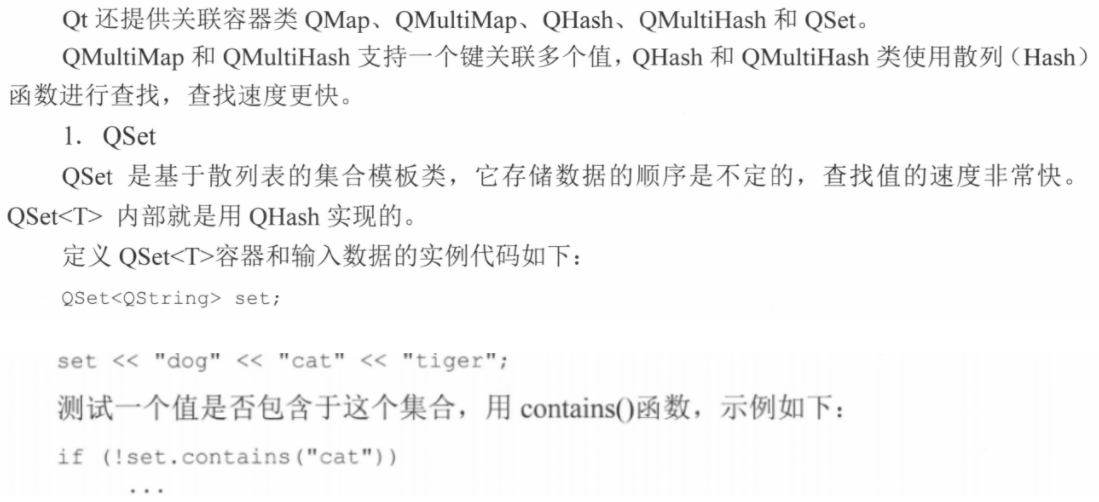 Qt 还提供关联容器类 QMap、QMultiMap、QHash、QMultiHash 和 QSet。
QMultiMap 和 QMultiHash 支持一个键关联多个值，QHash 和 QMultiHash 类使用散列（Hash）
函数进行查找，查找速度更快。
1. QSet
QSet 是基于散列表的集合模板类，它存储数据的顺序是不定的，查找值的速度非常快。
QSet<T> 内部就是用 QHash 实现的。
定义 QSet<T>容器和输入数据的实例代码如下：
QSet<QString> set;
set << "dog" << "cat" << "tiger";
测试一个值是否包含于这个集合，用 contains()函数，示例如下：
if (!set.contains("cat"))
...